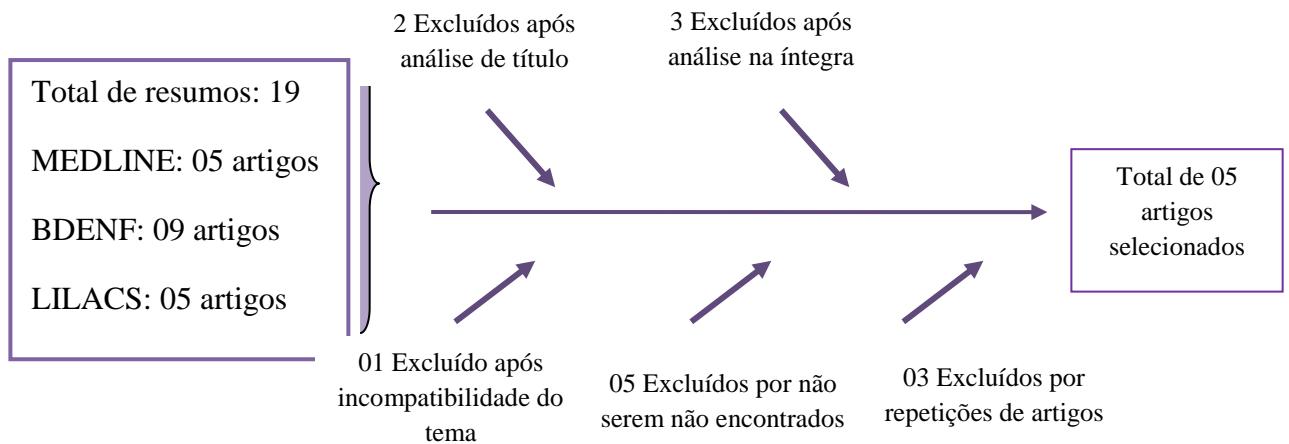 2 Excluídos após
análise de título
3 Excluídos após
análise na íntegra
Total de resumos: 19
MEDLINE: 05 artigos
BDENF: 09 artigos
LILACS: 05 artigos
Total de 05
artigos
selecionados
01 Excluído após
incompatibilidade do
tema
05 Excluídos por não
serem não encontrados
03 Excluídos por
repetições de artigos